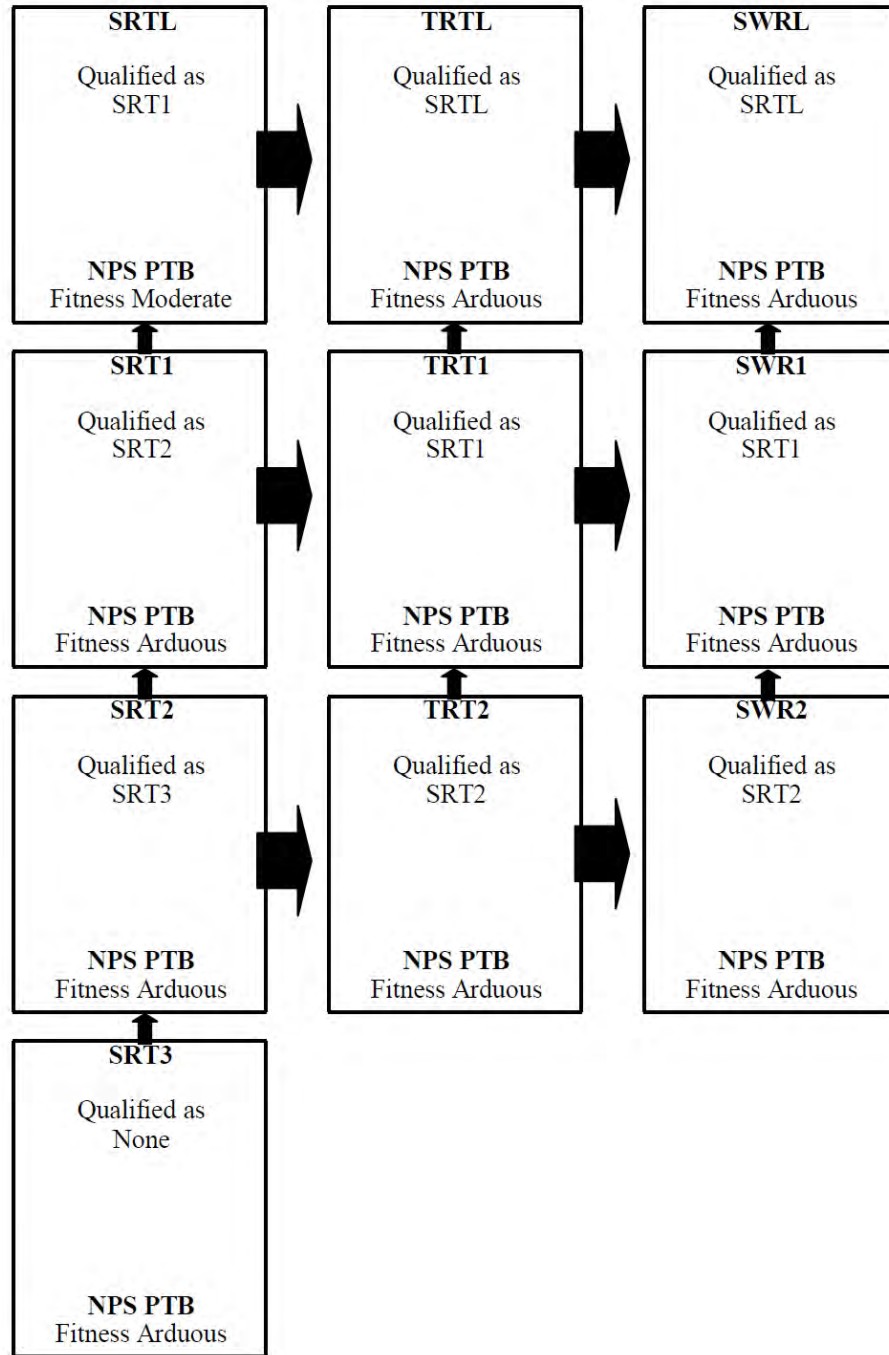 SRTL
Qualified as
SRT1
NPS PTB
Fitness Moderate
TRTL
Qualified as
SRTL
NPS PTB
Fitness Arduous
SWRL
Qualified as
SRTL
NPS PTB
Fitness Arduous
SRT1
Qualified as
SRT2
NPS PTB
Fitness Arduous
TRT1
Qualified as
SRT1
NPS PTB
Fitness Arduous
SWR1
Qualified as
SRT1
NPS PTB
Fitness Arduous
SRT2
Qualified as
SRT3
NPS PTB
Fitness Arduous
TRT2
Qualified as
SRT2
NPS PTB
Fitness Arduous
SWR2
Qualified as
SRT2
NPS PTB
Fitness Arduous
SRT3
Qualified as
None
NPS PTB
Fitness Arduous